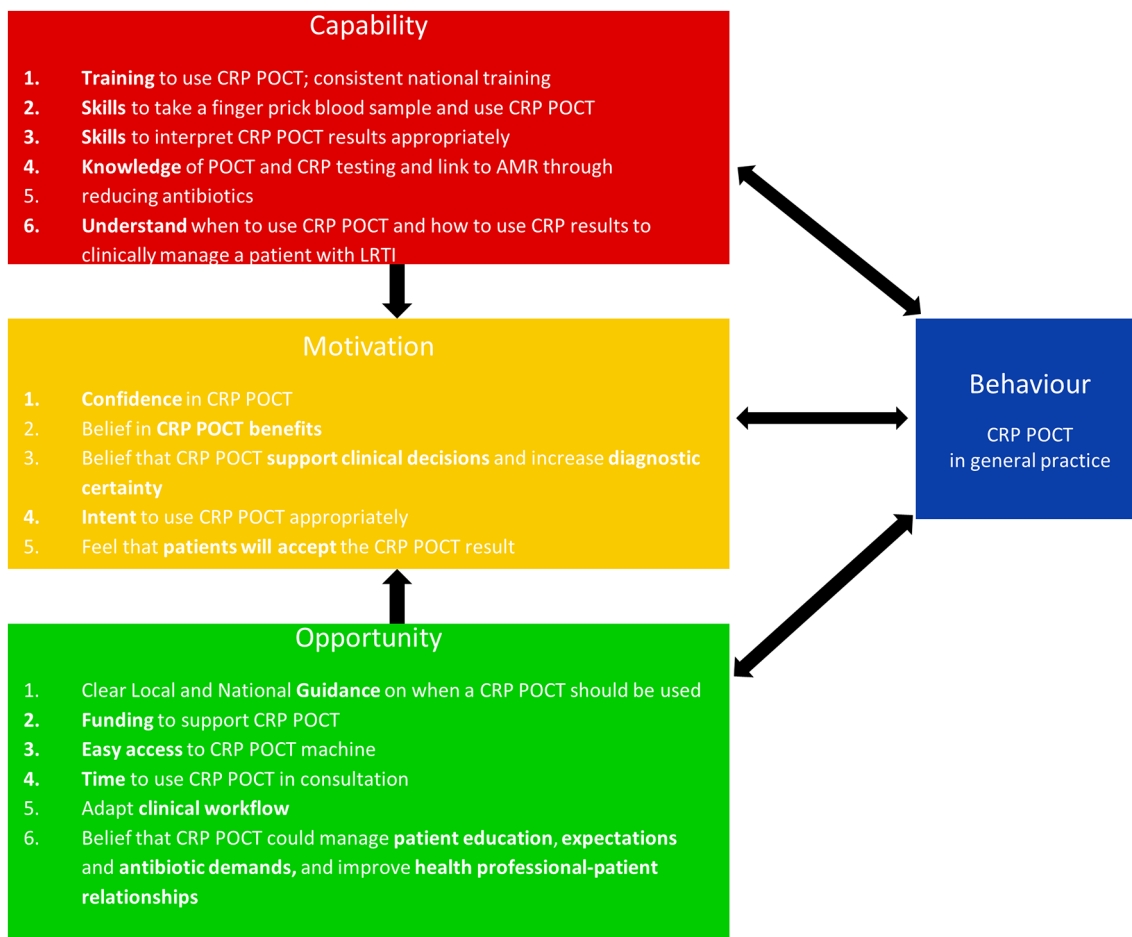 Capability
1. Training to use CRP POCT; consistent national training
2. Skills to take a finger prick blood sample and use CRP POCT
3. Skills to interpret CRP POCT results appropriately
4. Knowledge of POCT and CRP testing and link to AMR through
5. reducing antibiotics
6. Understand when to use CRP POCT and how to use CRP results to
clinically manage a patient with LRTI
Motivation
1. Confidence in CRP POCT
2. Belief in CRP POCT benefits
3. Belief that CRP POCT support clinical decisions and increase diagnostic
certainty
4. Intent to use CRP POCT appropriately
5. Feel that patients will accept the CRP POCT result
Behaviour
CRP POCT
in general practice
Opportunity
1. Clear Local and National Guidance on when a CRP POCT should be used
2. Funding to support CRP POCT
3. Easy access to CRP POCT machine
4. Time to use CRP POCT in consultation
5. Adapt clinical workflow
6. Belief that CRP POCT could manage patient education, expectations
and antibiotic demands, and improve health professional-patient
relationships